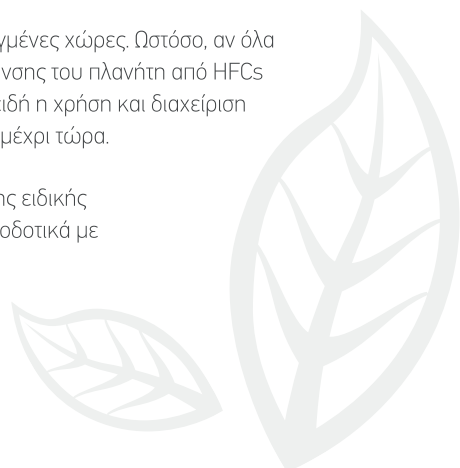 γμένες χώρες. Ωστόσο, αν όλα
νσης του πλανήτη από HFCs
ειδή η χρήση και διαχείριση
μέχρι τώρα.
ης ειδικής
οδοτικά με